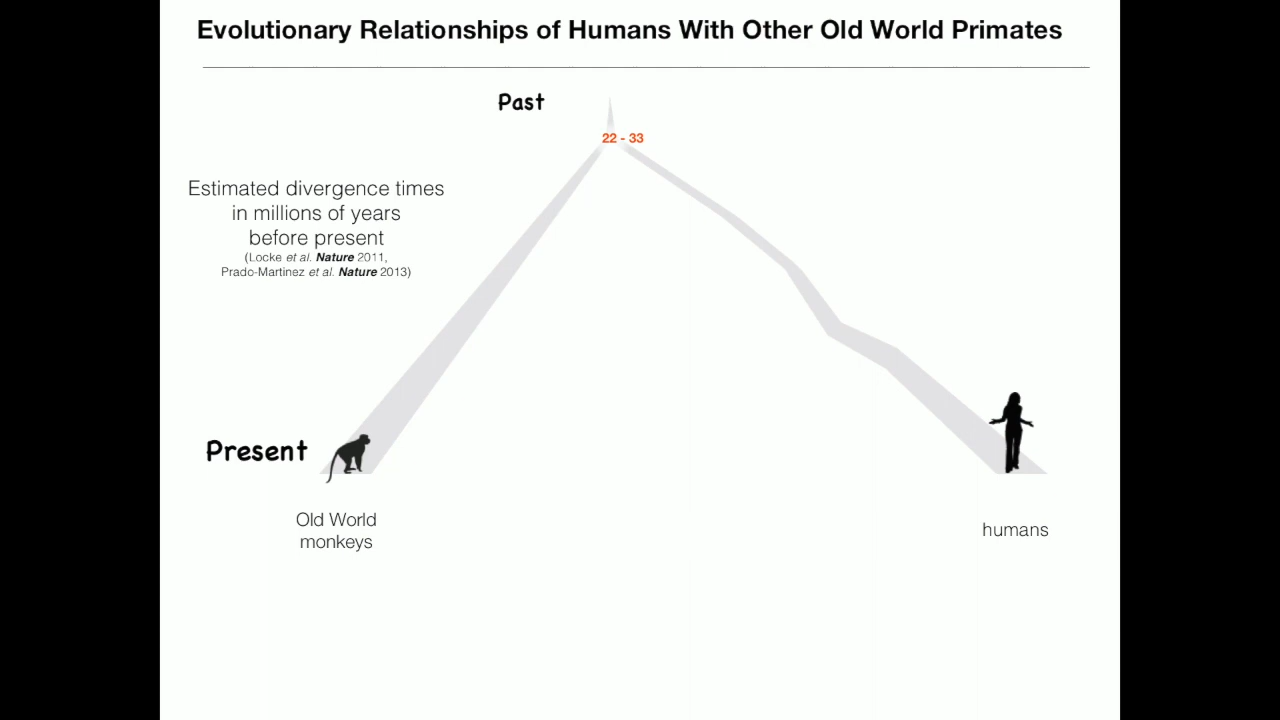 Evolutionary Relationships of Humans With Other Old World Primates
Past
22 - 33
Estimated divergence times
in millions of years
before present
(Locke et al. Nature 2011,
Prado-Martinez et al. Nature 2013)
Present
Old World
monkeys
humans